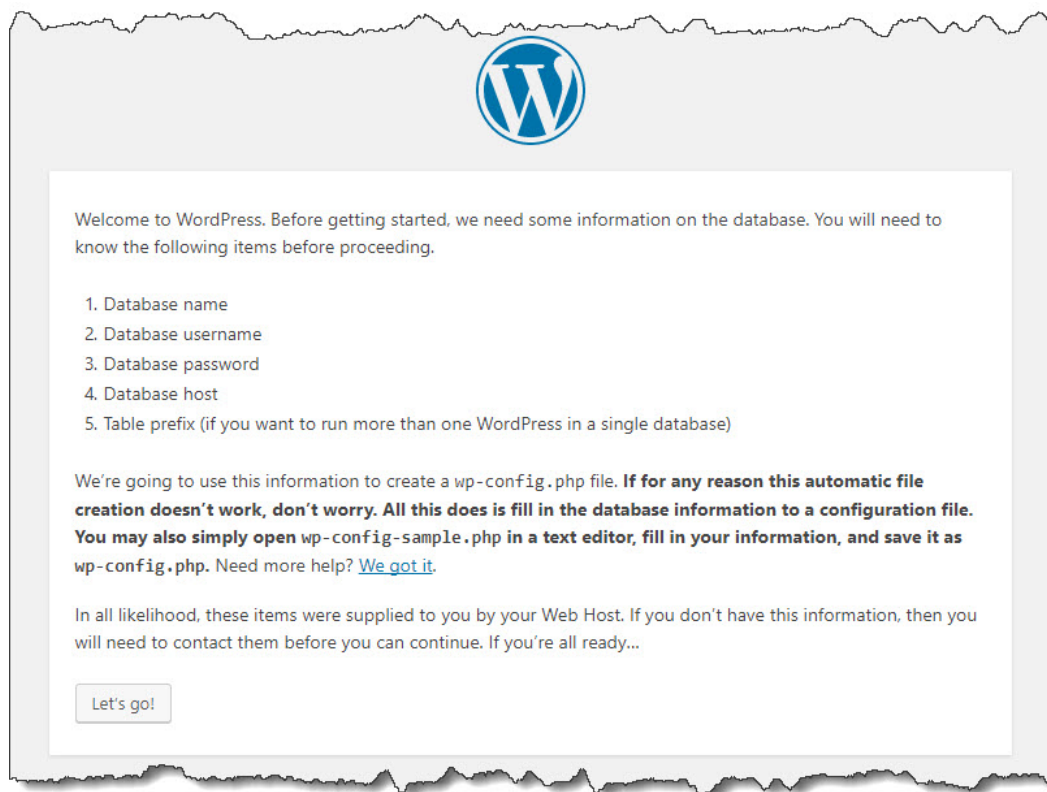 W
Welcome to WordPress. Before getting started, we need some information on the database. You will need to
know the following items before proceeding.
1. Database name
2. Database username
3. Database password
4. Database host
5. Table prefix (if you want to run more than one WordPress in a single database)
We’re going to use this information to create a wp-config.php file. If for any reason this automatic file
creation doesn’t work, don’t worry. All this does is fill in the database information to a configuration file.
You may also simply open wp-config-sample.php in a text editor, fill in your information, and save it as
wp-config.php. Need more help? We got it.
In all likelihood, these items were supplied to you by your Web Host. If you don’t have this information, then you
will need to contact them before you can continue. If you’re all ready…
Let's go!